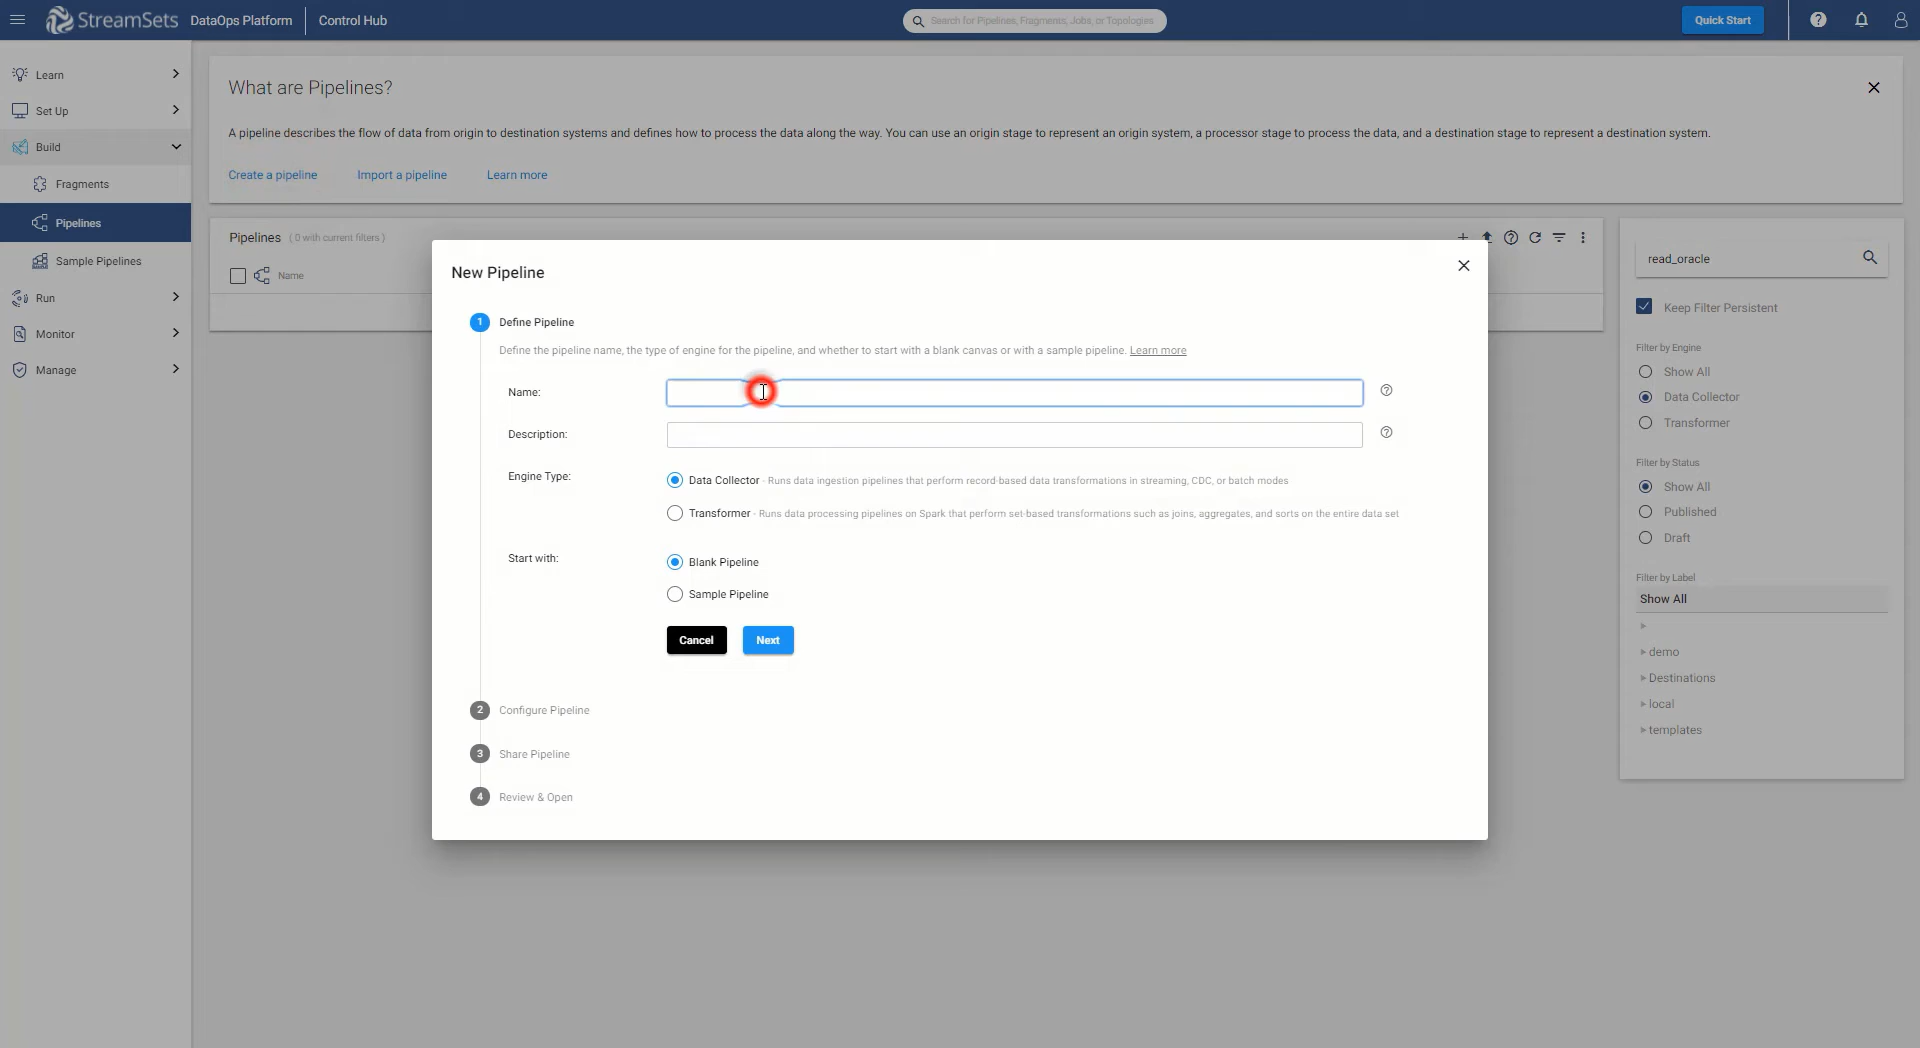 StreamSets DataOps Platform Control Hub
Search for Pipelines, Fragments, Jobs, or Topologies
Quick Start
Learn
Set Up
Build
Fragments
Pipelines
Sample Pipelines
Run
Monitor
Manage
What are Pipelines?
A pipeline describes the flow of data from origin to destination systems and defines how to process the data along the way. You can use an origin stage to represent an origin system, a processor stage to process the data, and a destination stage to represent a destination system.
Create a pipeline Import a pipeline Learn more
Pipelines ( 0 with current filters )
Name
New Pipeline
1 Define Pipeline
Define the pipeline name, the type of engine for the pipeline, and whether to start with a blank canvas or with a sample pipeline. Learn more
Name:
Description:
Engine Type:
Data Collector - Runs data ingestion pipelines that perform record-based data transformations in streaming, CDC, or batch modes
Transformer - Runs data processing pipelines on Spark that perform set-based transformations such as joins, aggregates, and sorts on the entire data set
Start with:
Blank Pipeline
Sample Pipeline
Cancel Next
2 Configure Pipeline
3 Share Pipeline
4 Review & Open
read_oracle
Keep Filter Persistent
Filter by Engine
Show All
Data Collector
Transformer
Filter by Status
Show All
Published
Draft
Filter by Label
Show All
demo
Destinations
local
templates